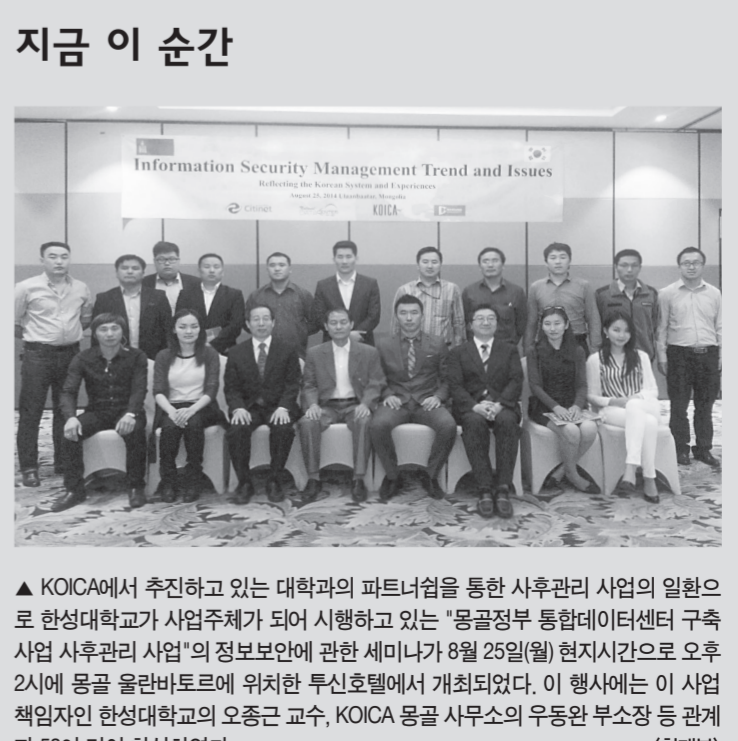 지금 이 순간
Information Security Management Trend and Issues
Reflecting the Korean System and Experiences
August 25, 2014 Ulaanbaatar, Mongolia
Citinet KOICA
▲ KOICA에서 추진하고 있는 대학과의 파트너쉽을 통한 사후관리 사업의 일환으
로 한성대학교가 사업주체가 되어 시행하고 있는 "몽골정부 통합데이터센터 구축
사업 사후관리 사업"의 정보보안에 관한 세미나가 8월 25일(월) 현지시간으로 오후
2시에 몽골 울란바토르에 위치한 투신호텔에서 개최되었다. 이 행사에는 이 사업
책임자인 한성대학교의 오종근 교수, KOICA 몽골 사무소의 우동완 부소장 등 관계